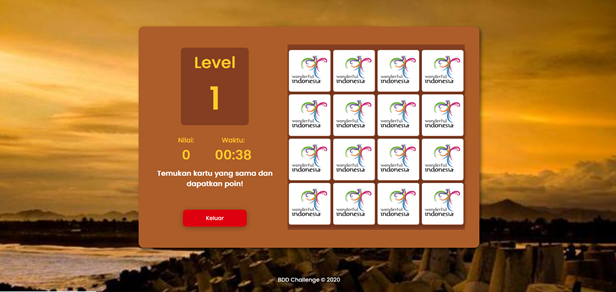 Level
1
Nilai:
Waktu:
0
00:38
Temukan kartu yang sama dan
dapatkan poin!
Keluar
wonderful
indonesia
wonderful
indonesia
wonderful
indonesia
wonderful
indonesia
wonderful
indonesia
wonderful
indonesia
wonderful
indonesia
wonderful
indonesia
wonderful
indonesia
wonderful
indonesia
wonderful
indonesia
wonderful
indonesia
wonderful
indonesia
wonderful
indonesia
wonderful
indonesia
wonderful
indonesia
BDD Challenge © 2020